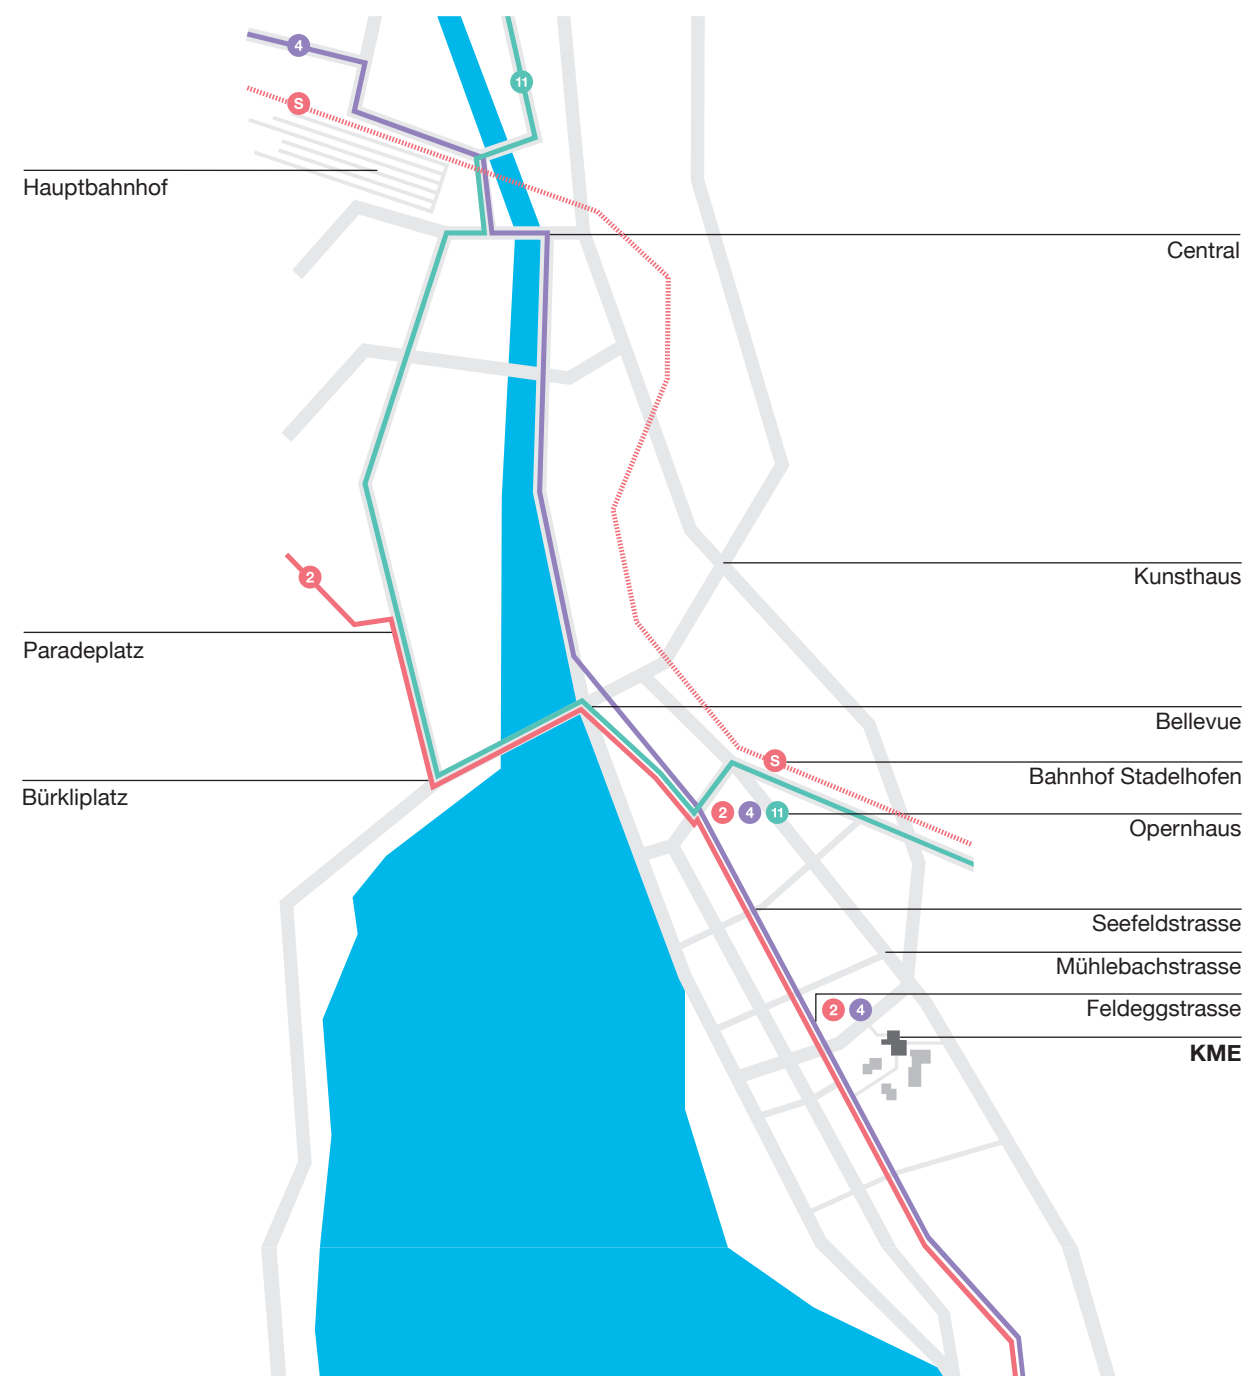 4
11
S
Hauptbahnhof
Central
Kunsthaus
2
Paradeplatz
Bellevue
S
Bahnhof Stadelhofen
Bürkliplatz
2 4 11
Opernhaus
Seefeldstrasse
Mühlebachstrasse
2 4
Feldeggstrasse
KME